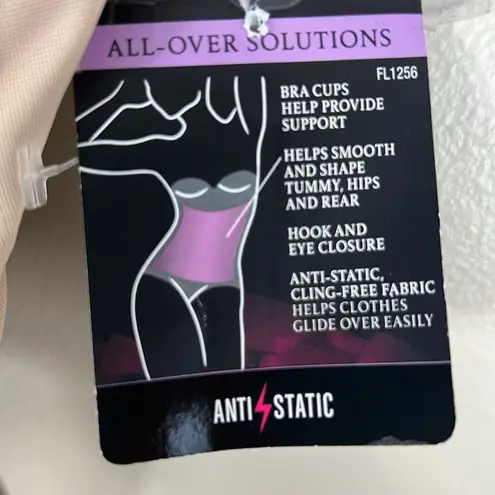 ALL-OVER SOLUTIONS
FL1256
BRA CUPS
HELP PROVIDE
SUPPORT
HELPS SMOOTH
AND SHAPE
TUMMY, HIPS
AND REAR
HOOK AND
EYE CLOSURE
ANTI-STATIC,
CLING-FREE FABRIC
HELPS CLOTHES
GLIDE OVER EASILY
ANTI STATIC